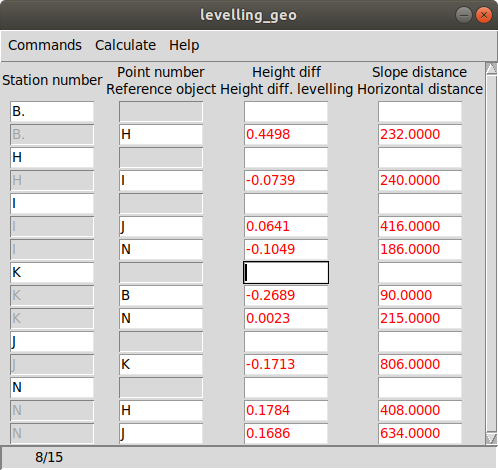 levelling_geo
Commands Calculate Help
Station number Point number Height diff Slope distance
Reference object Height diff. levelling Horizontal distance
B.
B. H 0.4498 232.0000
H
H I -0.0739 240.0000
I
I J 0.0641 416.0000
I N -0.1049 186.0000
K
K B -0.2689 90.0000
K N 0.0023 215.0000
J
J K -0.1713 806.0000
N
N H 0.1784 408.0000
N J 0.1686 634.0000
8/15